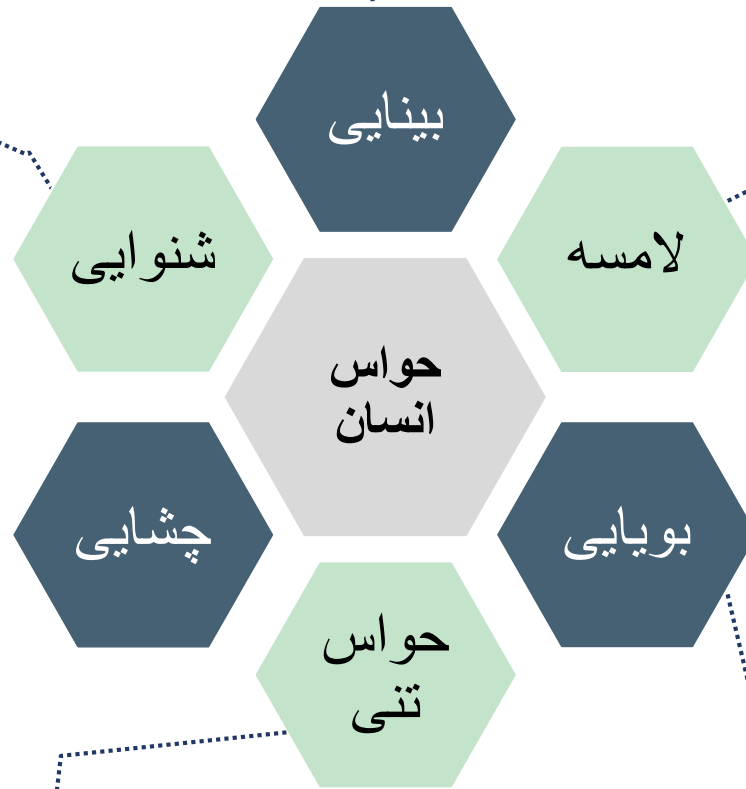 بینایی
شنوایی
لامسه
حواس
انسان
چشایی
بویایی
حواس
تنی